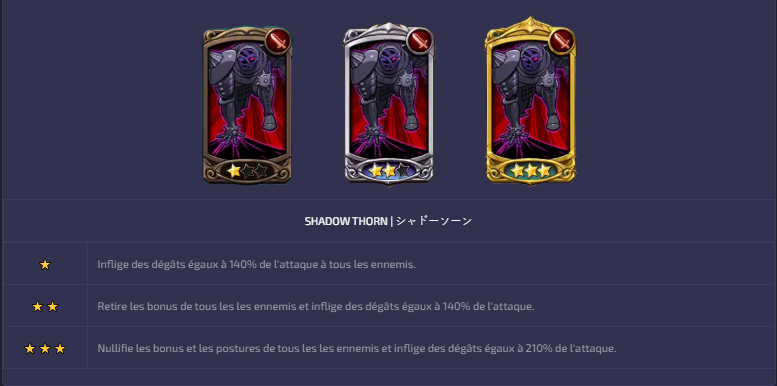 SHADOW THORN | シャドーソーン
Inflige des dégâts égaux à 140% de l'attaque à tous les ennemis.
Retire les bonus de tous les les ennemis et inflige des dégâts égaux à 140% de l'attaque.
Nullifie les bonus et les postures de tous les les ennemis et inflige des dégâts égaux à 210% de l'attaque.